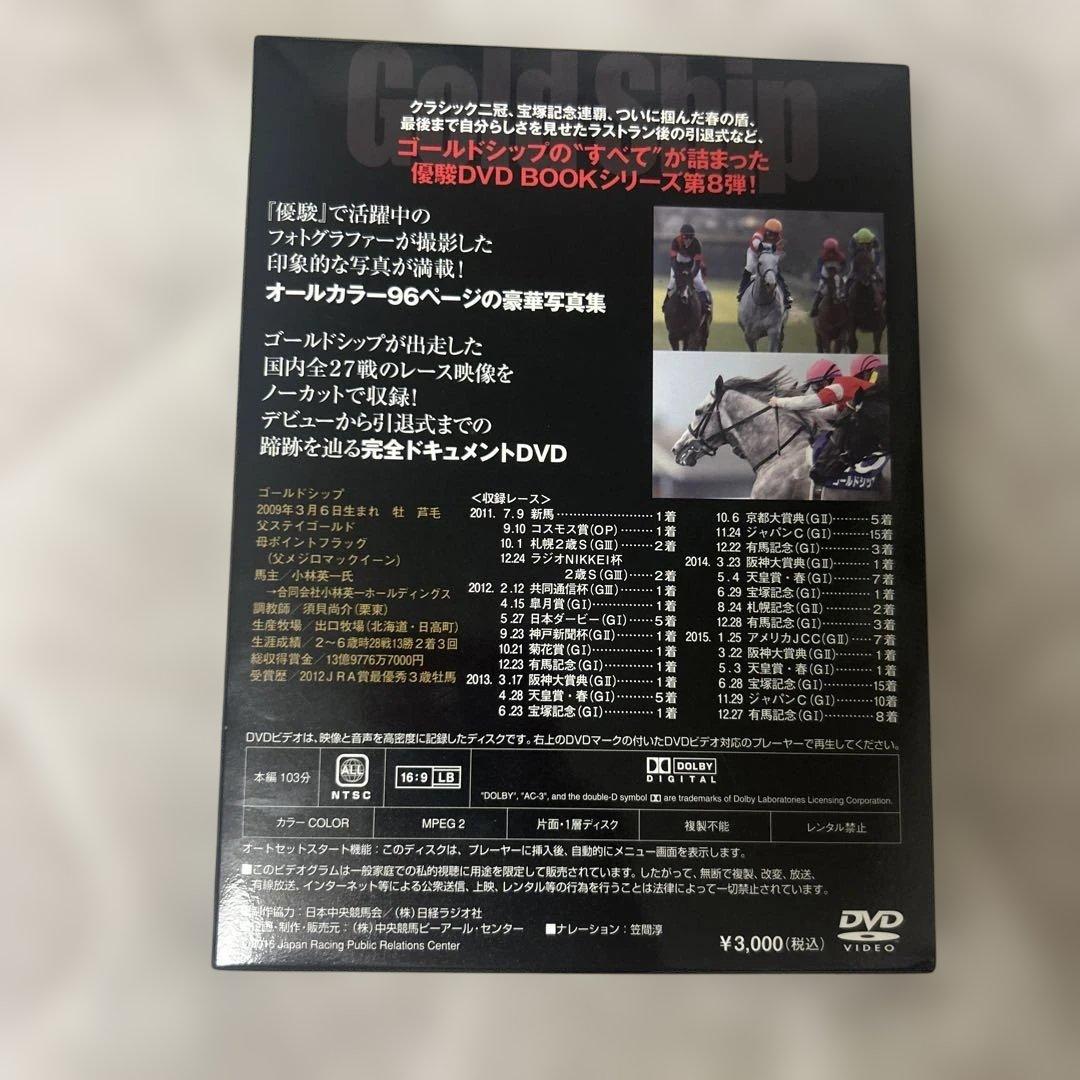 Gold Ship
クラシック二冠、宝塚記念連覇、ついに掴んだ春の盾、
最後まで自分らしさを見せたラストラン後の引退式など、
ゴールドシップの"すべて"が詰まった
優駿DVD BOOKシリーズ第8弾！
『優駿』で活躍中の
フォトグラファーが撮影した
印象的な写真が満載！
オールカラー96ページの豪華写真集
ゴールドシップが出走した
国内全27戦のレース映像を
ノーカットで収録！
デビューから引退式までの
蹄跡を辿る完全ドキュメントDVD
ゴールドシップ
ゴールドシップ
2009年3月6日生まれ 牡 芦毛
父ステイゴールド
母ポイントフラッグ
（父メジロマックイーン）
馬主／小林英一氏
→合同会社小林英一ホールディングス
調教師／須貝尚介（栗東）
生産牧場／出口牧場（北海道・日高町）
生涯成績／2〜6歳時28戦13勝2着3回
総収得賞金／13億9776万7000円
受賞歴／2012JRA賞最優秀3歳牡馬
＜収録レース＞
2011. 7. 9 新馬………………1着
9.10 コスモス賞（OP）………1着
10. 1 札幌2歳S（GⅢ）………2着
12.24 ラジオNIKKEI杯
2歳S（GⅢ）……2着
2012. 2.12 共同通信杯（GⅢ）………1着
4.15 皐月賞（GⅠ）……………1着
5.27 日本ダービー（GⅠ）……5着
9.23 神戸新聞杯（GⅡ）………1着
10.21 菊花賞（GⅠ）……………1着
12.23 有馬記念（GⅠ）…………1着
2013. 3.17 阪神大賞典（GⅡ）………1着
4.28 天皇賞・春（GⅠ）………5着
6.23 宝塚記念（GⅠ）…………1着
10. 6 京都大賞典（GⅡ）………5着
11.24 ジャパンC（GⅠ）………15着
12.22 有馬記念（GⅠ）…………3着
2014. 3.23 阪神大賞典（GⅡ）………1着
5. 4 天皇賞・春（GⅠ）………7着
6.29 宝塚記念（GⅠ）…………1着
8.24 札幌記念（GⅡ）…………2着
12.28 有馬記念（GⅠ）…………3着
2015. 1.25 アメリカJCC（GⅡ）……7着
3.22 阪神大賞典（GⅡ）………1着
5. 3 天皇賞・春（GⅠ）………1着
6.28 宝塚記念（GⅠ）…………15着
11.29 ジャパンC（GⅠ）………10着
12.27 有馬記念（GⅠ）…………8着
DVDビデオは、映像と音声を高密度に記録したディスクです。右上のDVDマークの付いたDVDビデオ対応のプレーヤーで再生してください。
本編 103分
ALL
NTSC
16:9 LB
DOLBY
DIGITAL
"DOLBY", "AC-3", and the double-D symbol are trademarks of Dolby Laboratories Licensing Corporation.
カラー COLOR
MPEG 2
片面・1層ディスク
複製不能
レンタル禁止
オートセットスタート機能：このディスクは、プレーヤーに挿入後、自動的にメニュー画面を表示します。
■このビデオグラムは一般家庭での私的視聴に用途を限定して販売されています。したがって、無断で複製、改変、放送、
有線放送、インターネット等による公衆送信、上映、レンタル等の行為を行うことは法律によって一切禁止されています。
■制作協力：日本中央競馬会／（株）日経ラジオ社
■企画・制作・販売元：（株）中央競馬ピーアール・センター ■ナレーション：笠間淳
©2016 Japan Racing Public Relations Center
¥3,000（税込）
DVD
VIDEO